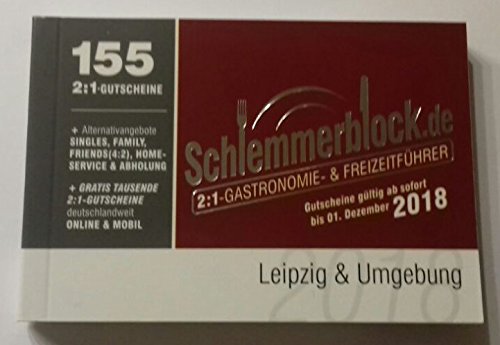 155
2:1-GUTSCHEINE
+ Alternativangebote
SINGLES, FAMILY,
FRIENDS(4:2), HOME-
SERVICE & ABHOLUNG
+ GRATIS TAUSENDE
2:1-GUTSCHEINE
deutschlandweit
ONLINE & MOBIL
Schlemmerblock.de
2:1-GASTRONOMIE- & FREIZEITFÜHRER
Gutscheine gültig ab sofort
bis 01. Dezember 2018
Leipzig & Umgebung
2018